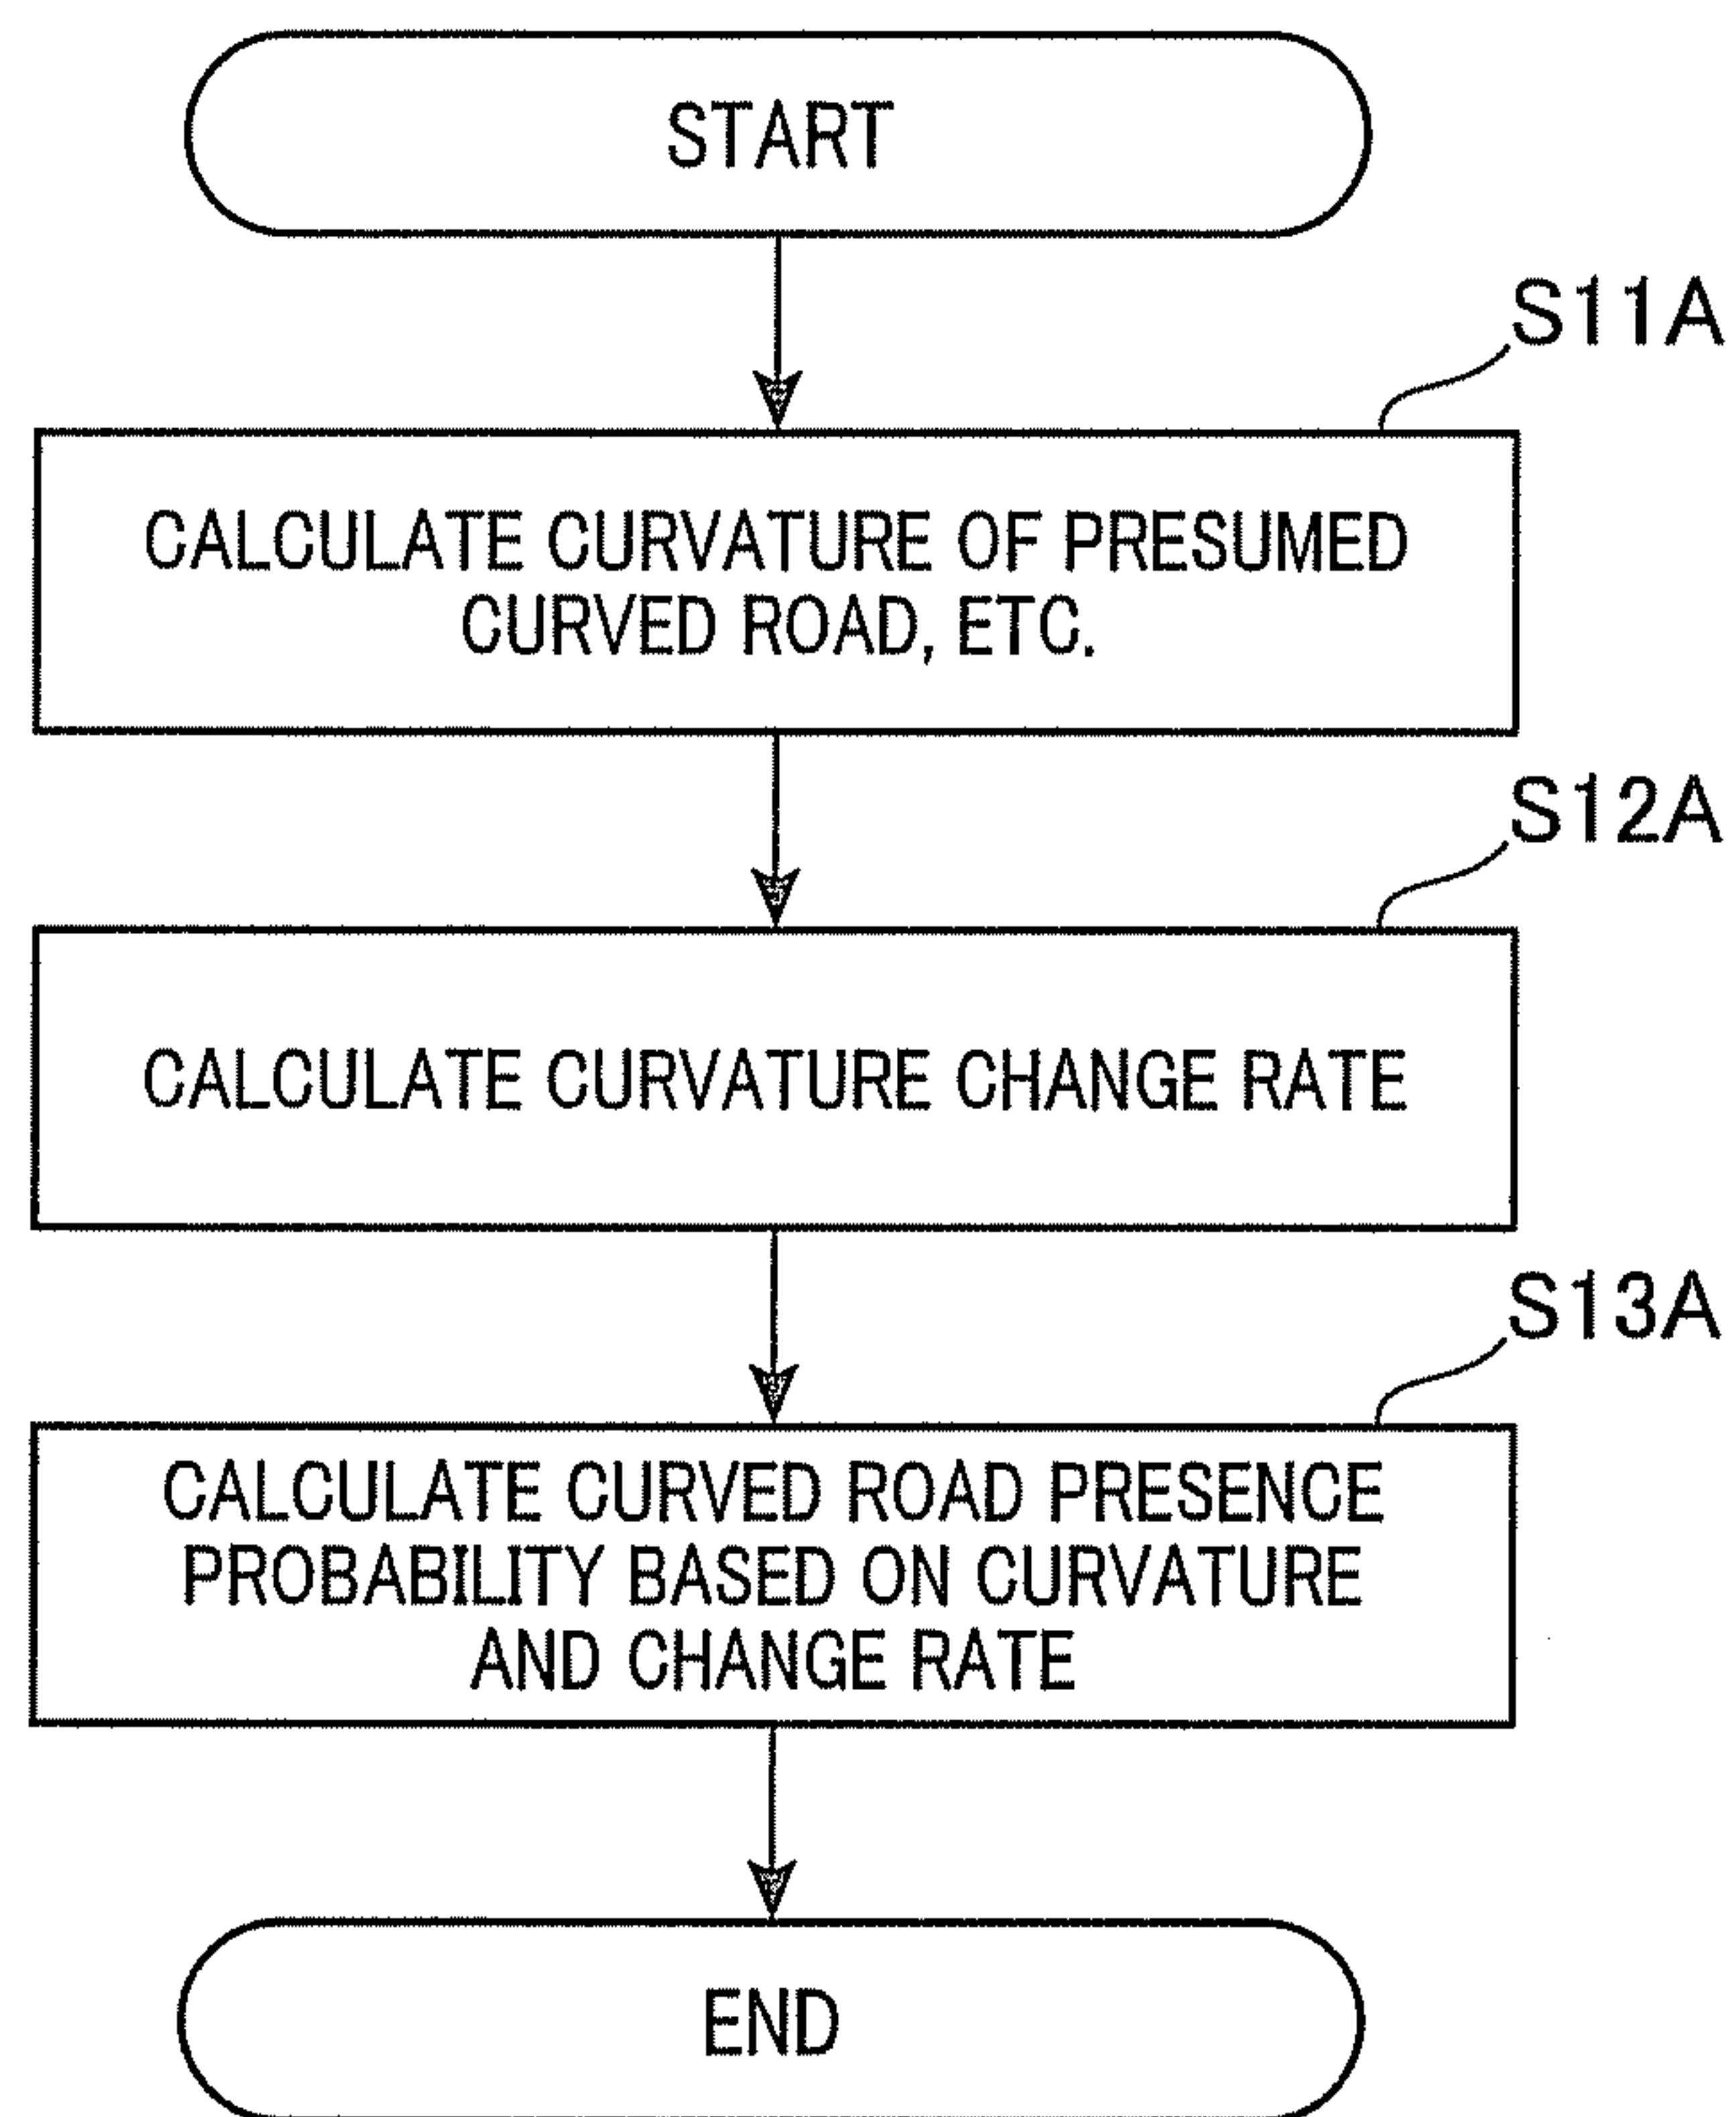 START
S11A
CALCULATE CURVATURE OF PRESUMED
CURVED ROAD, ETC.
S12A
CALCULATE CURVATURE CHANGE RATE
S13A
CALCULATE CURVED ROAD PRESENCE
PROBABILITY BASED ON CURVATURE
AND CHANGE RATE
END